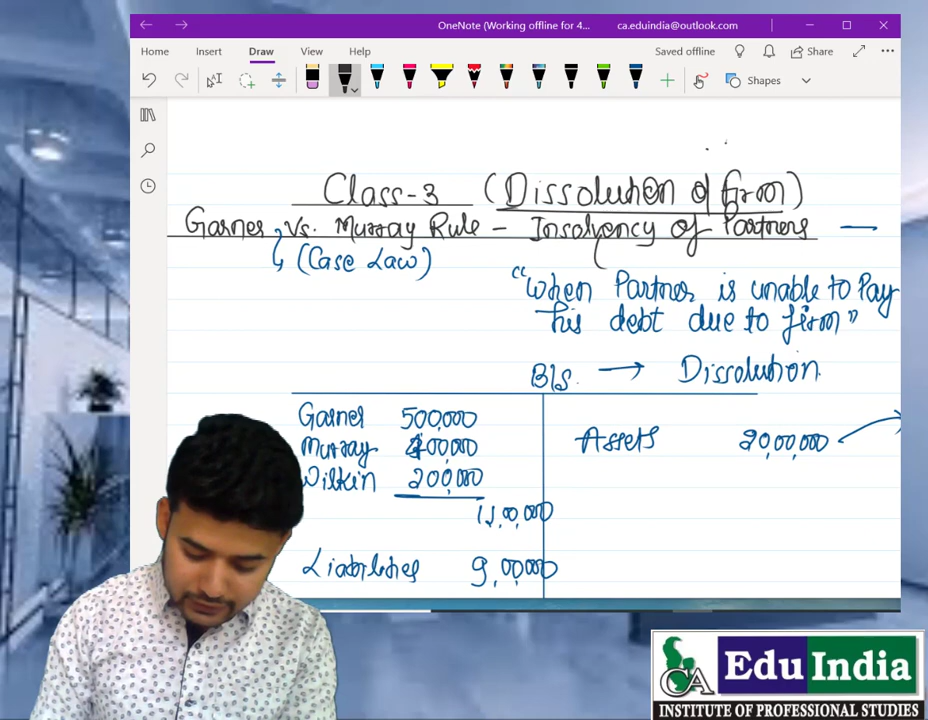 OneNote (Working offline for 4...
ca.eduindia@outlook.com
Home Insert Draw View Help
Saved offline
Share
Shapes
Class-3 (Dissolution of firm)
Garner Vs. Murray Rule - Insolvency of Partners
(Case Law)
"When Partner is unable to Pay
his debt due to firm"
B/s. → Dissolution
Garner 500,000
Murray 400,000
Assets 20,00,000
Wilkin 200,000
11,00,000
Liabilities 9,00,000
CA
Edu India
INSTITUTE OF PROFESSIONAL STUDIES